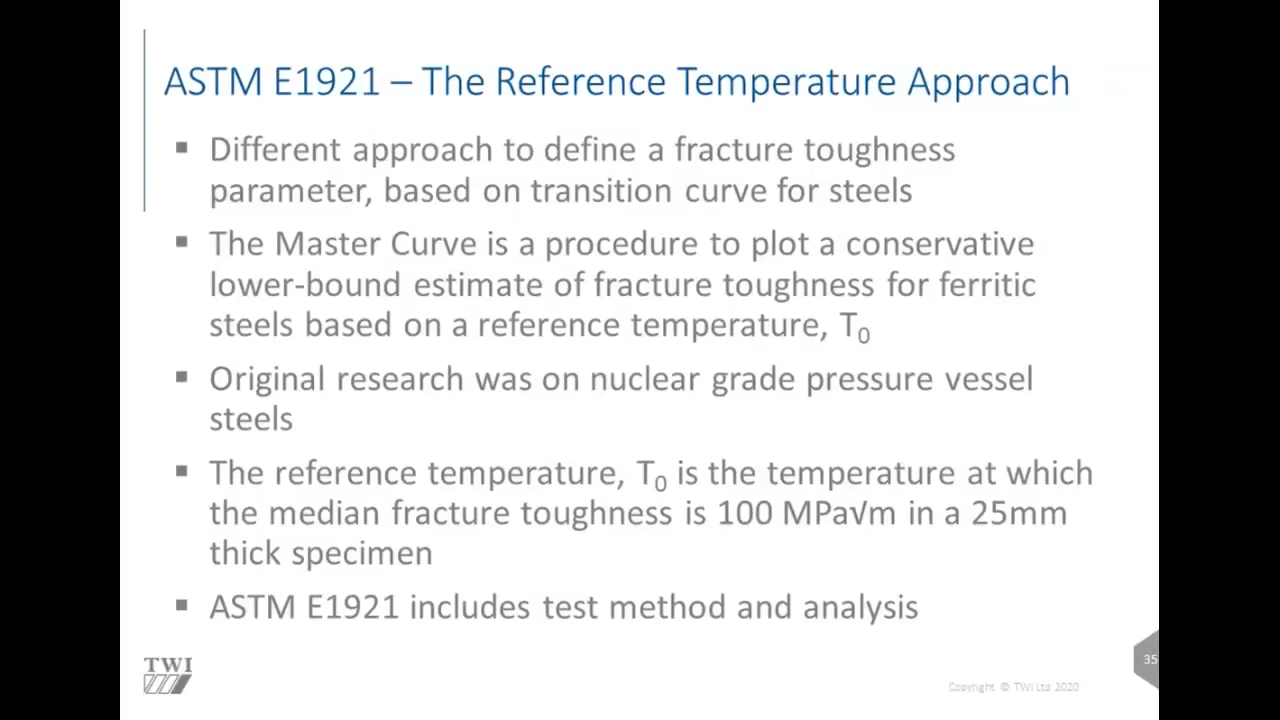 ASTM E1921 – The Reference Temperature Approach
▪ Different approach to define a fracture toughness
parameter, based on transition curve for steels
▪ The Master Curve is a procedure to plot a conservative
lower-bound estimate of fracture toughness for ferritic
steels based on a reference temperature, T₀
▪ Original research was on nuclear grade pressure vessel
steels
▪ The reference temperature, T₀ is the temperature at which
the median fracture toughness is 100 MPa√m in a 25mm
thick specimen
▪ ASTM E1921 includes test method and analysis
TWI
Copyright © TWI Ltd 2020
35